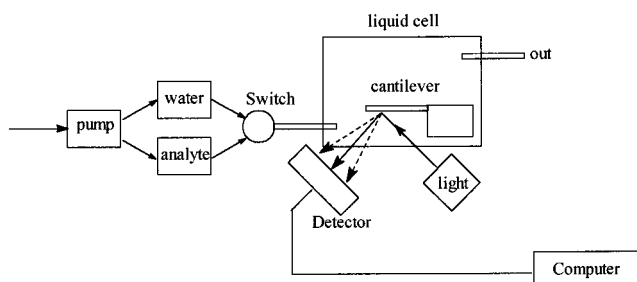 liquid cell
out
cantilever
water
Switch
pump
analyte
light
Detector
Computer